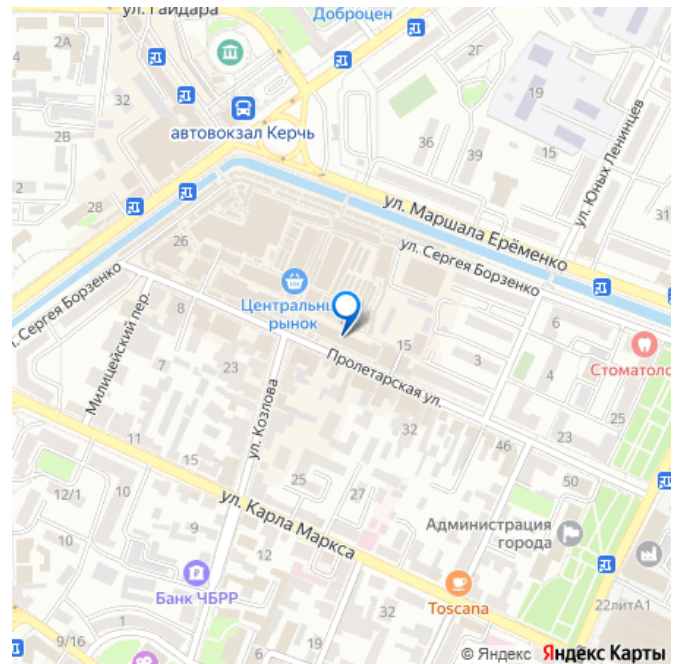 ул. Гайдара
Доброцен
2А
4
2Г
32
19
автовокзал Керчь
36
2В
39
15
ул. Юных Ленинцев
2
28
31
ул. Маршала Ерёменко
26
ул. Сергея Борзенко
ул. Сергея Борзенко
Центральны
рынок
8
6
Милицейский пер.
15
3
Стоматоло
7
23
Пролетарская ул.
4
ул. Козлова
25
11
32
46
23
15
12/1
10
25
27
50
ул. Карла Маркса
9
Администрация
города
10
12
Банк ЧБРР
Toscana
32
22литА1
1
9/16
19
© Яндекс Яндекс Карты